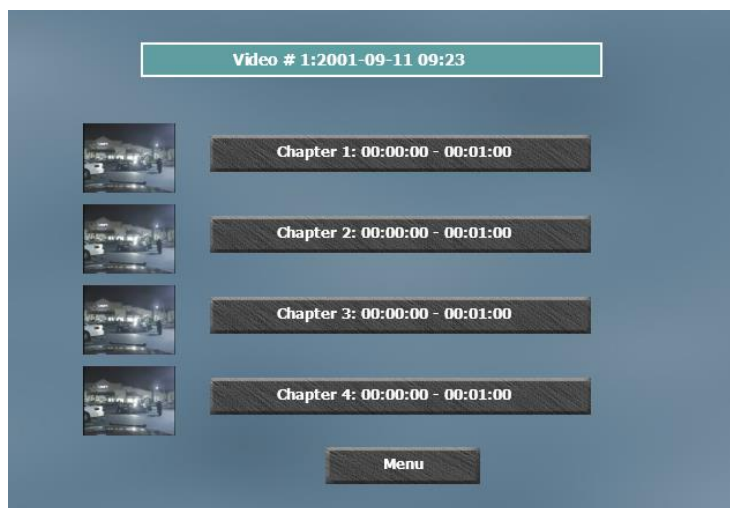 Video # 1:2001-09-11 09:23
Chapter 1: 00:00:00 - 00:01:00
Chapter 2: 00:00:00 - 00:01:00
Chapter 3: 00:00:00 - 00:01:00
Chapter 4: 00:00:00 - 00:01:00
Menu